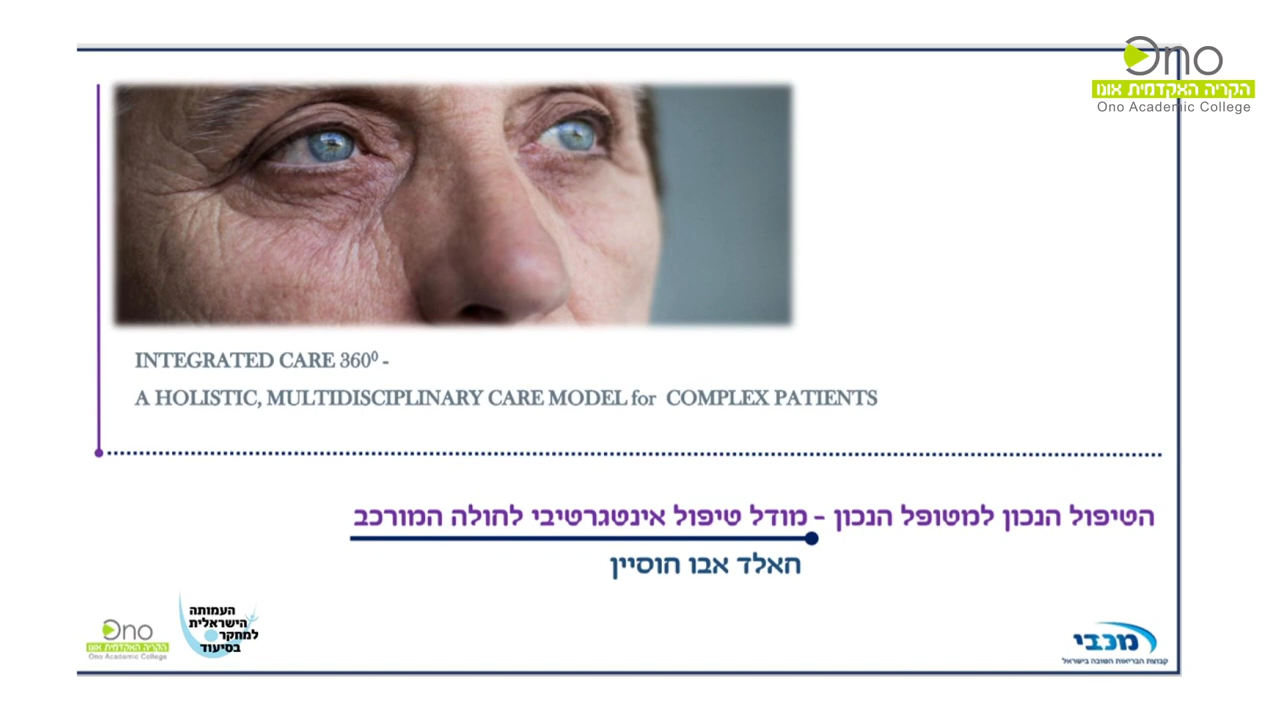 Ono
הקריה האקדמית אונו
Ono Academic College
INTEGRATED CARE 360⁰ -
A HOLISTIC, MULTIDISCIPLINARY CARE MODEL for COMPLEX PATIENTS
הטיפול הנכון למטופל הנכון - מודל טיפול אינטגרטיבי לחולה המורכב
חאלד אבו חוסיין
Ono
הקריה האקדמית אונו
Ono Academic College
העמותה
הישראלית
למחקר
בסיעוד
מכבי
קבוצת הבריאות הטובה בישראל